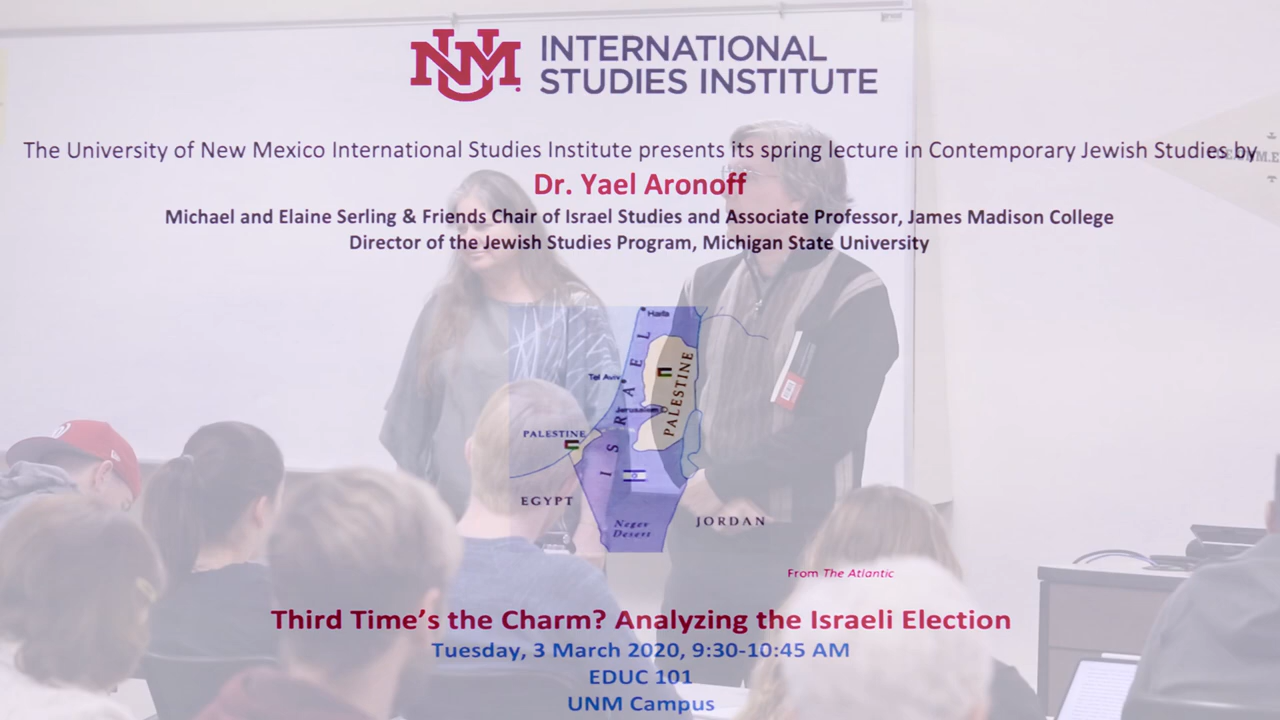 UNM INTERNATIONAL
STUDIES INSTITUTE
The University of New Mexico International Studies Institute presents its spring lecture in Contemporary Jewish Studies by
Dr. Yael Aronoff
Michael and Elaine Serling & Friends Chair of Israel Studies and Associate Professor, James Madison College
Director of the Jewish Studies Program, Michigan State University
Haifa
ISRAEL
PALESTINE
Tel Aviv
Jerusalem
PALESTINE
EGYPT
JORDAN
Negev
Desert
From The Atlantic
Third Time's the Charm? Analyzing the Israeli Election
Tuesday, 3 March 2020, 9:30-10:45 AM
EDUC 101
UNM Campus